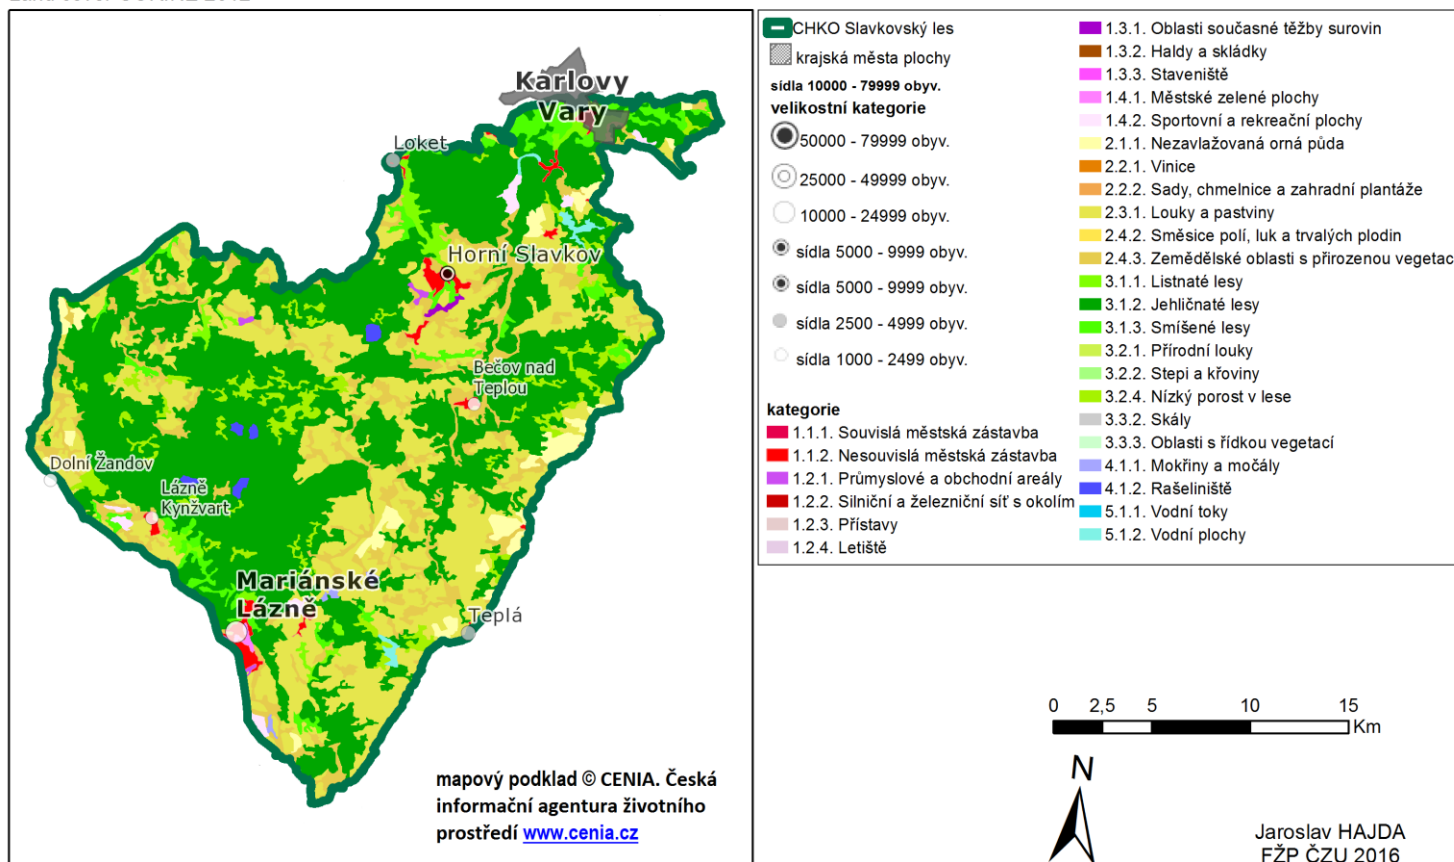 Karlovy
Vary
Loket
Horní Slavkov
Bečov nad
Teplou
Dolní Žandov
Lázně
Kynžvart
Mariánské
Lázně
Teplá
mapový podklad © CENIA. Česká
informační agentura životního
prostředí www.cenia.cz
CHKO Slavkovský les
krajská města plochy
sídla 10000 - 79999 obyv.
velikostní kategorie
50000 - 79999 obyv.
25000 - 49999 obyv.
10000 - 24999 obyv.
sídla 5000 - 9999 obyv.
sídla 5000 - 9999 obyv.
sídla 2500 - 4999 obyv.
sídla 1000 - 2499 obyv.
kategorie
1.1.1. Souvislá městská zástavba
1.1.2. Nesouvislá městská zástavba
1.2.1. Průmyslové a obchodní areály
1.2.2. Silniční a železniční síť s okolím
1.2.3. Přístavy
1.2.4. Letiště
1.3.1. Oblasti současné těžby surovin
1.3.2. Haldy a skládky
1.3.3. Staveniště
1.4.1. Městské zelené plochy
1.4.2. Sportovní a rekreační plochy
2.1.1. Nezavlažovaná orná půda
2.2.1. Vinice
2.2.2. Sady, chmelnice a zahradní plantáže
2.3.1. Louky a pastviny
2.4.2. Směsice polí, luk a trvalých plodin
2.4.3. Zemědělské oblasti s přirozenou vegetac
3.1.1. Listnaté lesy
3.1.2. Jehličnaté lesy
3.1.3. Smíšené lesy
3.2.1. Přírodní louky
3.2.2. Stepi a křoviny
3.2.4. Nízký porost v lese
3.3.2. Skály
3.3.3. Oblasti s řídkou vegetací
4.1.1. Mokřiny a močály
4.1.2. Rašeliniště
5.1.1. Vodní toky
5.1.2. Vodní plochy
0 2,5 5 10 15
Km
N
Jaroslav HAJDA
FŽP ČZU 2016